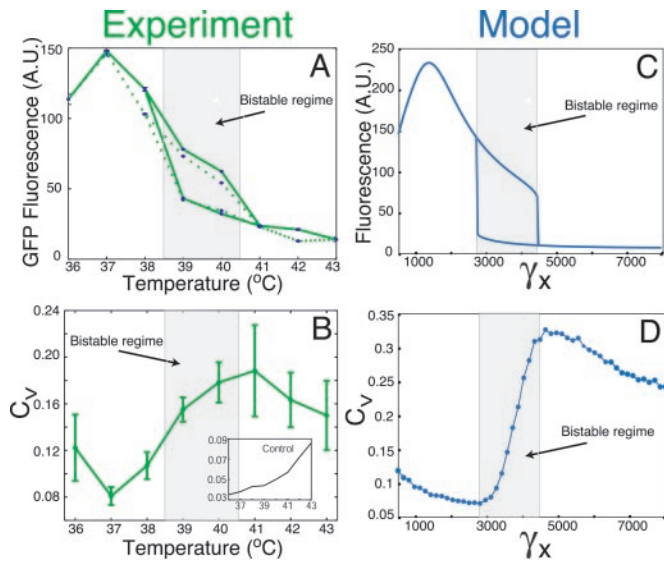 Experiment
Model
A
GFP Fluorescence (A.U.)
150
100
50
0
Bistable regime
36 37 38 39 40 41 42 43
Temperature (°C)
C
Fluorescence (A.U.)
250
200
150
100
50
0
Bistable regime
1000 3000 5000 7000
γx
B
Cv
0.24
0.20
0.16
0.12
0.08
Bistable regime
Control
0.09
0.07
0.05
0.03
37 39 41 43
36 37 38 39 40 41 42 43
Temperature (°C)
D
Cv
0.35
0.3
0.25
0.2
0.15
0.1
0.05
Bistable regime
1000 3000 5000 7000
γx